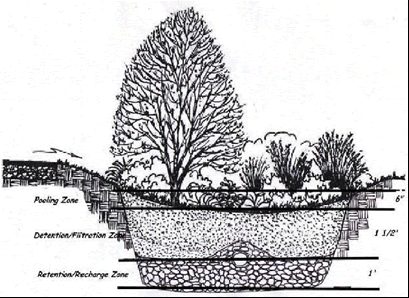 Pooling Zone
6"
Detention/Filtration Zone
1 1/2'
Retention/Recharge Zone
1'